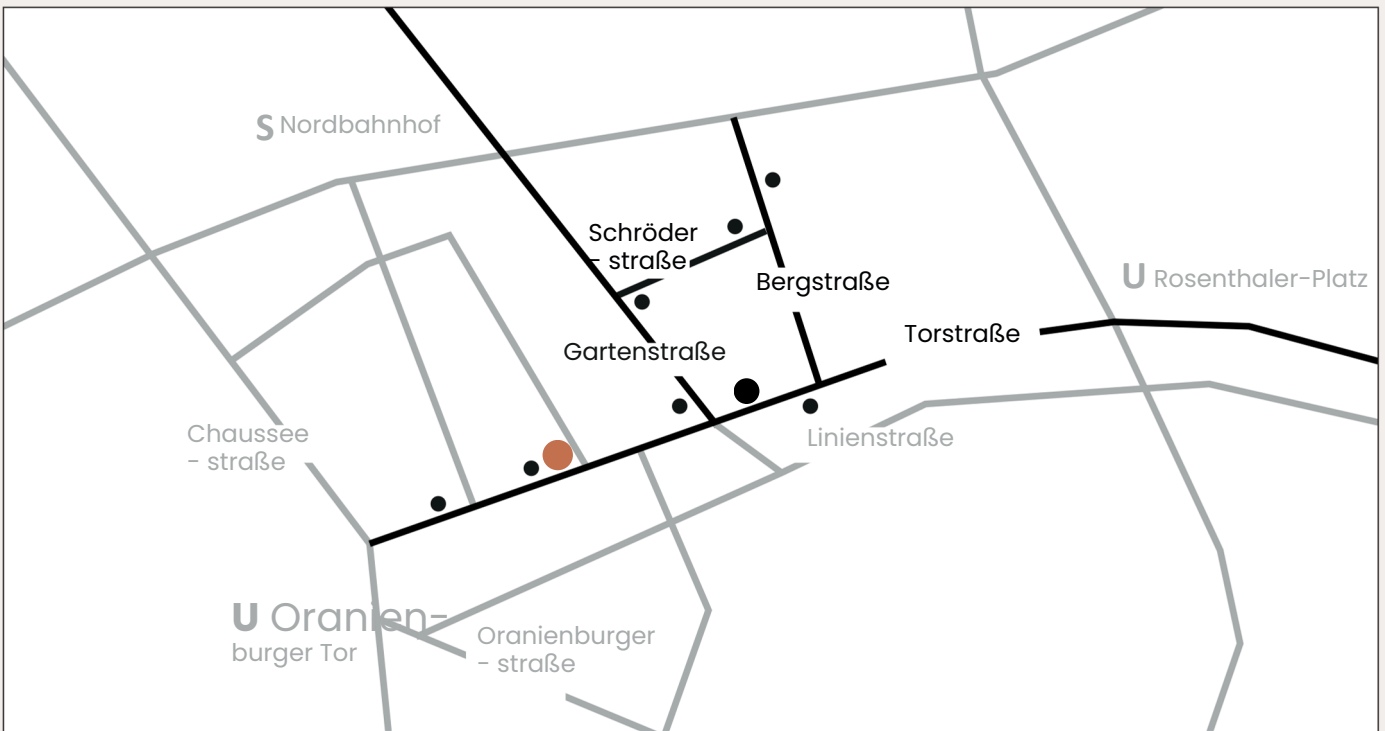 S Nordbahnhof
Schröder
- straße
Bergstraße
U Rosenthaler-Platz
Torstraße
Gartenstraße
Chaussee
- straße
Linienstraße
U Oranien-
burger Tor
Oranienburger
- straße